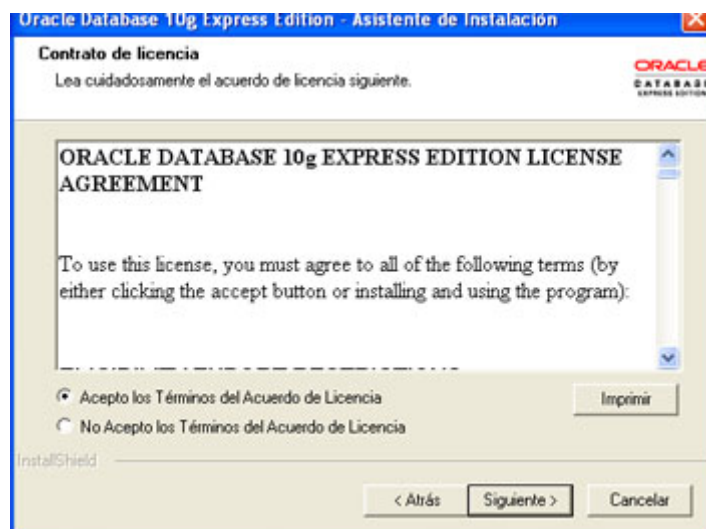 Oracle Database 10g Express Edition - Asistente de Instalación
Contrato de licencia
Lea cuidadosamente el acuerdo de licencia siguiente.
ORACLE
DATABASE
EXPRESS EDITION
ORACLE DATABASE 10g EXPRESS EDITION LICENSE
AGREEMENT
To use this license, you must agree to all of the following terms (by
either clicking the accept button or installing and using the program):
Acepto los Términos del Acuerdo de Licencia
No Acepto los Términos del Acuerdo de Licencia
Imprimir
InstallShield
< Atrás
Siguiente >
Cancelar